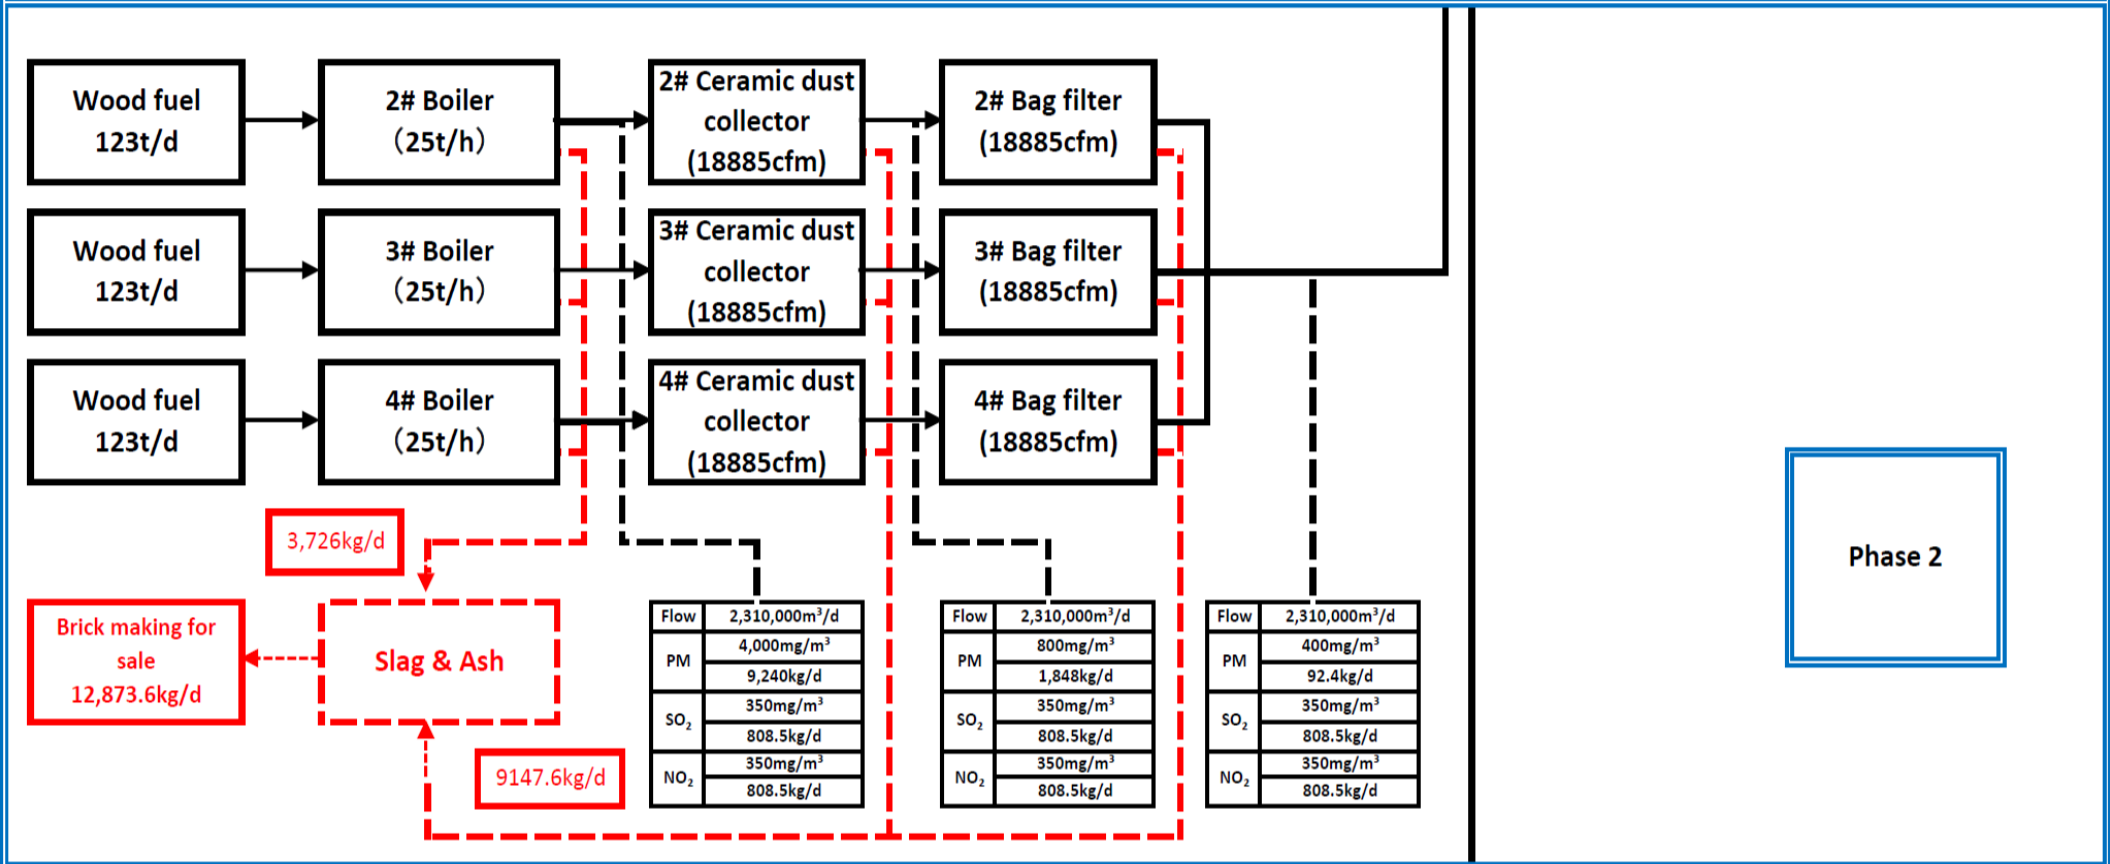 Wood fuel
123t/d
2# Boiler
（25t/h）
2# Ceramic dust
collector
(18885cfm)
2# Bag filter
(18885cfm)
Wood fuel
123t/d
3# Boiler
（25t/h）
3# Ceramic dust
collector
(18885cfm)
3# Bag filter
(18885cfm)
Wood fuel
123t/d
4# Boiler
（25t/h）
4# Ceramic dust
collector
(18885cfm)
4# Bag filter
(18885cfm)
3,726kg/d
Brick making for
sale
12,873.6kg/d
Slag & Ash
9147.6kg/d
Flow 2,310,000m³/d
PM 4,000mg/m³
9,240kg/d
SO₂ 350mg/m³
808.5kg/d
NO₂ 350mg/m³
808.5kg/d
Flow 2,310,000m³/d
PM 800mg/m³
1,848kg/d
SO₂ 350mg/m³
808.5kg/d
NO₂ 350mg/m³
808.5kg/d
Flow 2,310,000m³/d
PM 400mg/m³
92.4kg/d
SO₂ 350mg/m³
808.5kg/d
NO₂ 350mg/m³
808.5kg/d
Phase 2